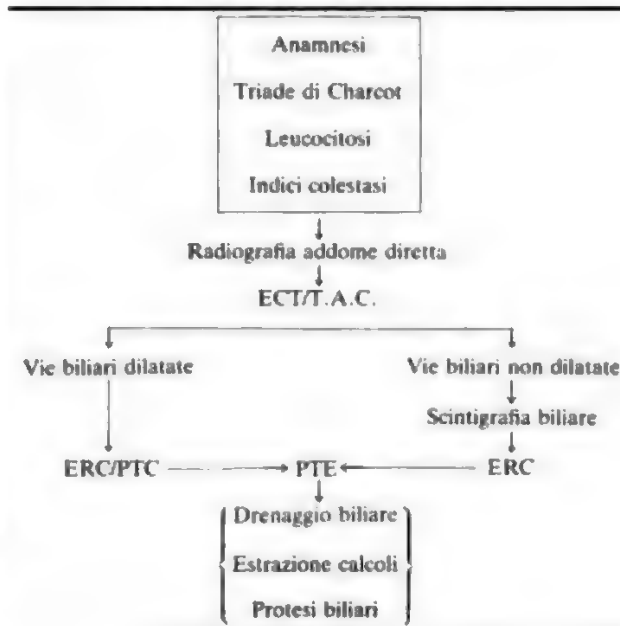 Anamnesi
Triade di Charcot
Leucocitosi
Indici colestasi
Radiografia addome diretta
ECT/T.A.C.
Vie biliari dilatate Vie biliari non dilatate
Scintigrafia biliare
ERC/PTC PTE ERC
Drenaggio biliare
Estrazione calcoli
Protesi biliari